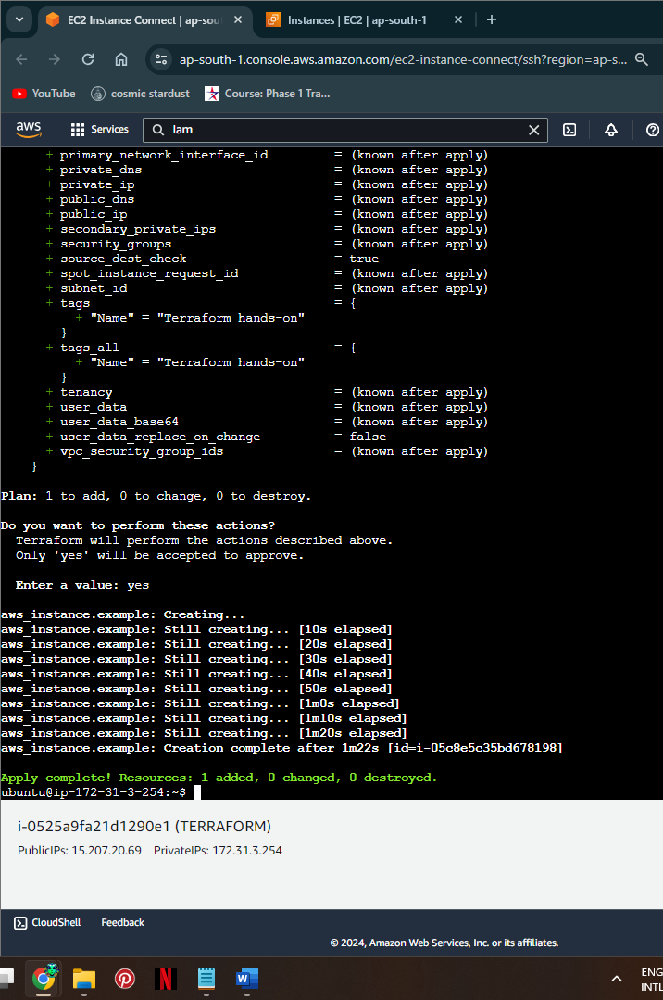 EC2 Instance Connect | ap-sou
Instances | EC2 | ap-south-1
ap-south-1.console.aws.amazon.com/ec2-instance-connect/ssh?region=ap-s...
YouTube
cosmic stardust
Course: Phase 1 Tra...
aws
Services
lam
+ primary_network_interface_id = (known after apply)
+ private_dns = (known after apply)
+ private_ip = (known after apply)
+ public_dns = (known after apply)
+ public_ip = (known after apply)
+ secondary_private_ips = (known after apply)
+ security_groups = (known after apply)
+ source_dest_check = true
+ spot_instance_request_id = (known after apply)
+ subnet_id = (known after apply)
+ tags = {
+ "Name" = "Terraform hands-on"
}
+ tags_all = {
+ "Name" = "Terraform hands-on"
}
+ tenancy = (known after apply)
+ user_data = (known after apply)
+ user_data_base64 = (known after apply)
+ user_data_replace_on_change = false
+ vpc_security_group_ids = (known after apply)
}
Plan: 1 to add, 0 to change, 0 to destroy.
Do you want to perform these actions?
Terraform will perform the actions described above.
Only 'yes' will be accepted to approve.
Enter a value: yes
aws_instance.example: Creating...
aws_instance.example: Still creating... [10s elapsed]
aws_instance.example: Still creating... [20s elapsed]
aws_instance.example: Still creating... [30s elapsed]
aws_instance.example: Still creating... [40s elapsed]
aws_instance.example: Still creating... [50s elapsed]
aws_instance.example: Still creating... [1m0s elapsed]
aws_instance.example: Still creating... [1m10s elapsed]
aws_instance.example: Still creating... [1m20s elapsed]
aws_instance.example: Creation complete after 1m22s [id=i-05c8e5c35bd678198]
Apply complete! Resources: 1 added, 0 changed, 0 destroyed.
ubuntu@ip-172-31-3-254:~$
i-0525a9fa21d1290e1 (TERRAFORM)
PublicIPs: 15.207.20.69 PrivateIPs: 172.31.3.254
CloudShell
Feedback
© 2024, Amazon Web Services, Inc. or its affiliates.
ENG
INTL